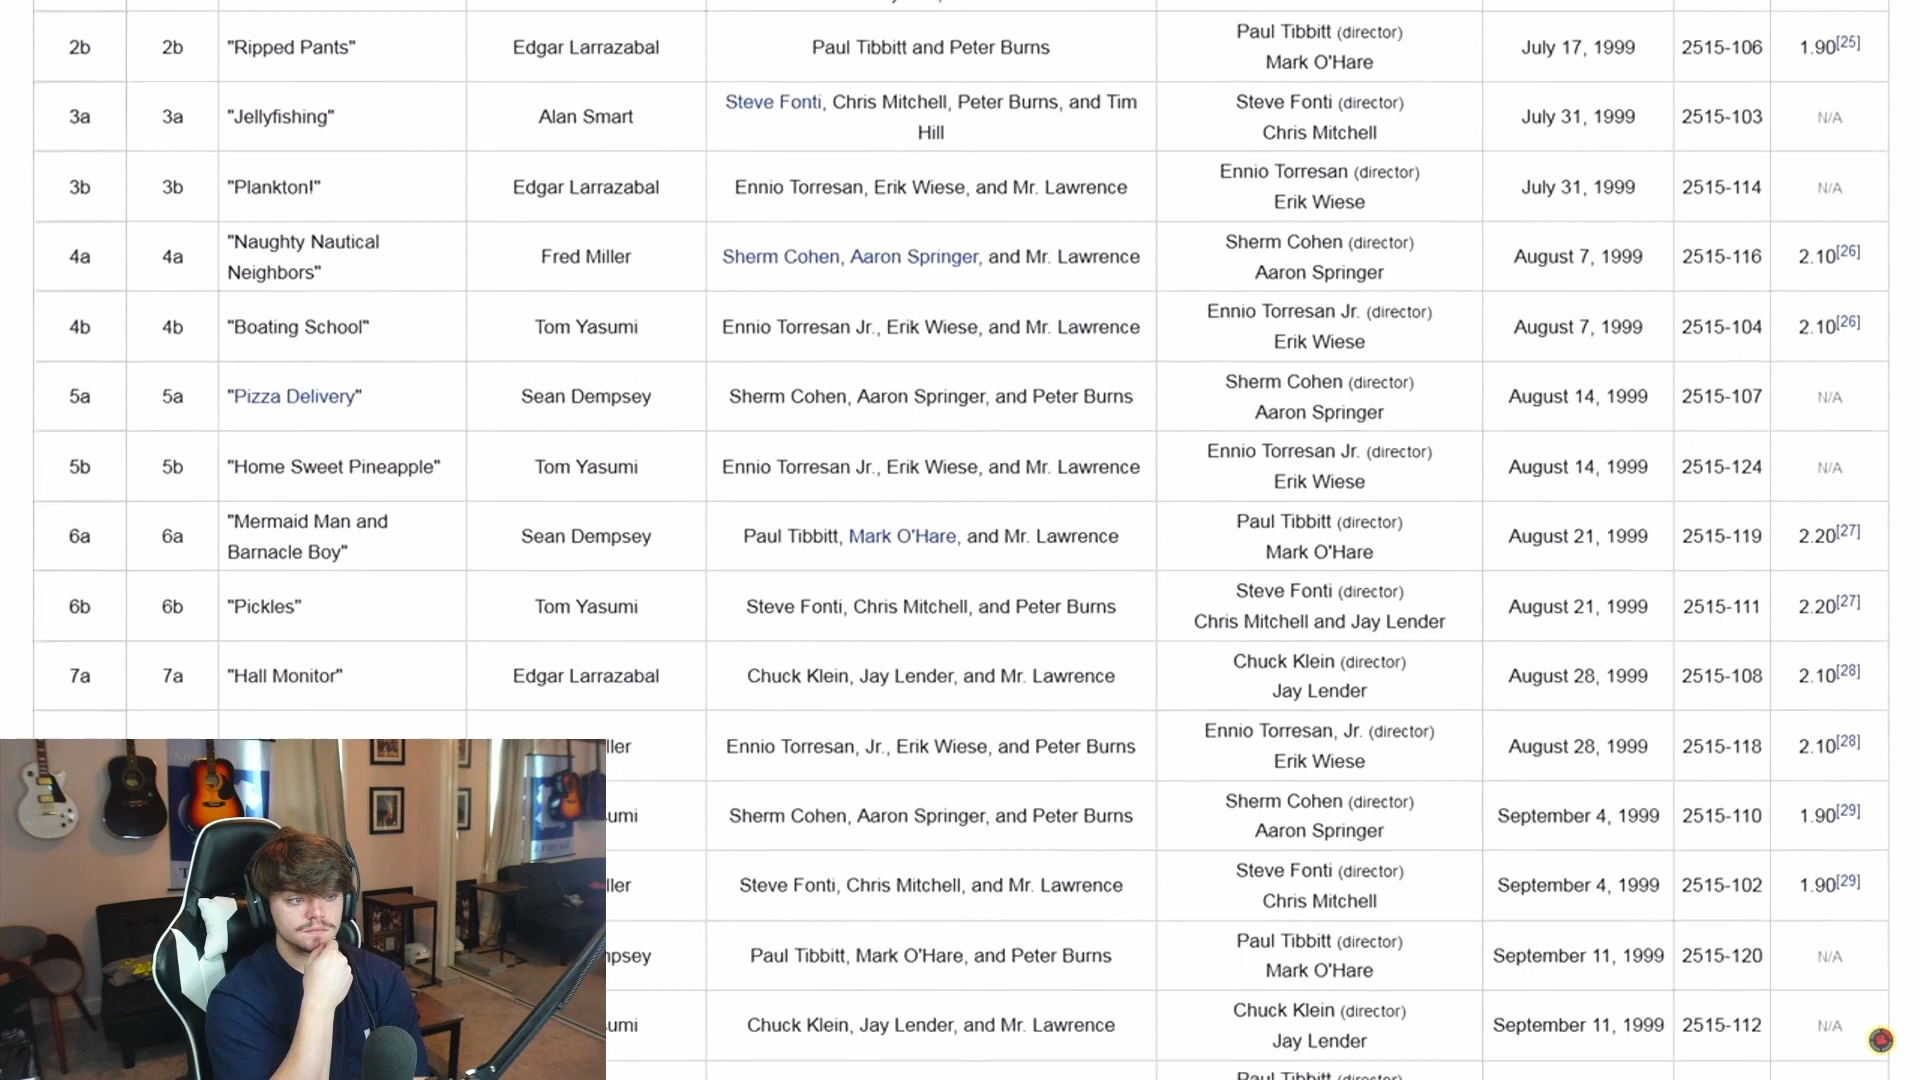 2b 2b "Ripped Pants" Edgar Larrazabal Paul Tibbitt and Peter Burns Paul Tibbitt (director) July 17, 1999 2515-106 1.90[25]
Mark O'Hare
3a 3a "Jellyfishing" Alan Smart Steve Fonti, Chris Mitchell, Peter Burns, and Tim Steve Fonti (director) July 31, 1999 2515-103 N/A
Hill Chris Mitchell
3b 3b "Plankton!" Edgar Larrazabal Ennio Torresan, Erik Wiese, and Mr. Lawrence Ennio Torresan (director) July 31, 1999 2515-114 N/A
Erik Wiese
4a 4a "Naughty Nautical Fred Miller Sherm Cohen, Aaron Springer, and Mr. Lawrence Sherm Cohen (director) August 7, 1999 2515-116 2.10[26]
Neighbors" Aaron Springer
4b 4b "Boating School" Tom Yasumi Ennio Torresan Jr., Erik Wiese, and Mr. Lawrence Ennio Torresan Jr. (director) August 7, 1999 2515-104 2.10[26]
Erik Wiese
5a 5a "Pizza Delivery" Sean Dempsey Sherm Cohen, Aaron Springer, and Peter Burns Sherm Cohen (director) August 14, 1999 2515-107 N/A
Aaron Springer
5b 5b "Home Sweet Pineapple" Tom Yasumi Ennio Torresan Jr., Erik Wiese, and Mr. Lawrence Ennio Torresan Jr. (director) August 14, 1999 2515-124 N/A
Erik Wiese
6a 6a "Mermaid Man and Sean Dempsey Paul Tibbitt, Mark O'Hare, and Mr. Lawrence Paul Tibbitt (director) August 21, 1999 2515-119 2.20[27]
Barnacle Boy" Mark O'Hare
6b 6b "Pickles" Tom Yasumi Steve Fonti, Chris Mitchell, and Peter Burns Steve Fonti (director) August 21, 1999 2515-111 2.20[27]
Chris Mitchell and Jay Lender
7a 7a "Hall Monitor" Edgar Larrazabal Chuck Klein, Jay Lender, and Mr. Lawrence Chuck Klein (director) August 28, 1999 2515-108 2.10[28]
Jay Lender
ller Ennio Torresan, Jr., Erik Wiese, and Peter Burns Ennio Torresan, Jr. (director) August 28, 1999 2515-118 2.10[28]
Erik Wiese
umi Sherm Cohen, Aaron Springer, and Peter Burns Sherm Cohen (director) September 4, 1999 2515-110 1.90[29]
Aaron Springer
ller Steve Fonti, Chris Mitchell, and Mr. Lawrence Steve Fonti (director) September 4, 1999 2515-102 1.90[29]
Chris Mitchell
npsey Paul Tibbitt, Mark O'Hare, and Peter Burns Paul Tibbitt (director) September 11, 1999 2515-120 N/A
Mark O'Hare
umi Chuck Klein, Jay Lender, and Mr. Lawrence Chuck Klein (director) September 11, 1999 2515-112 N/A
Jay Lender
Paul Tibbitt (director)